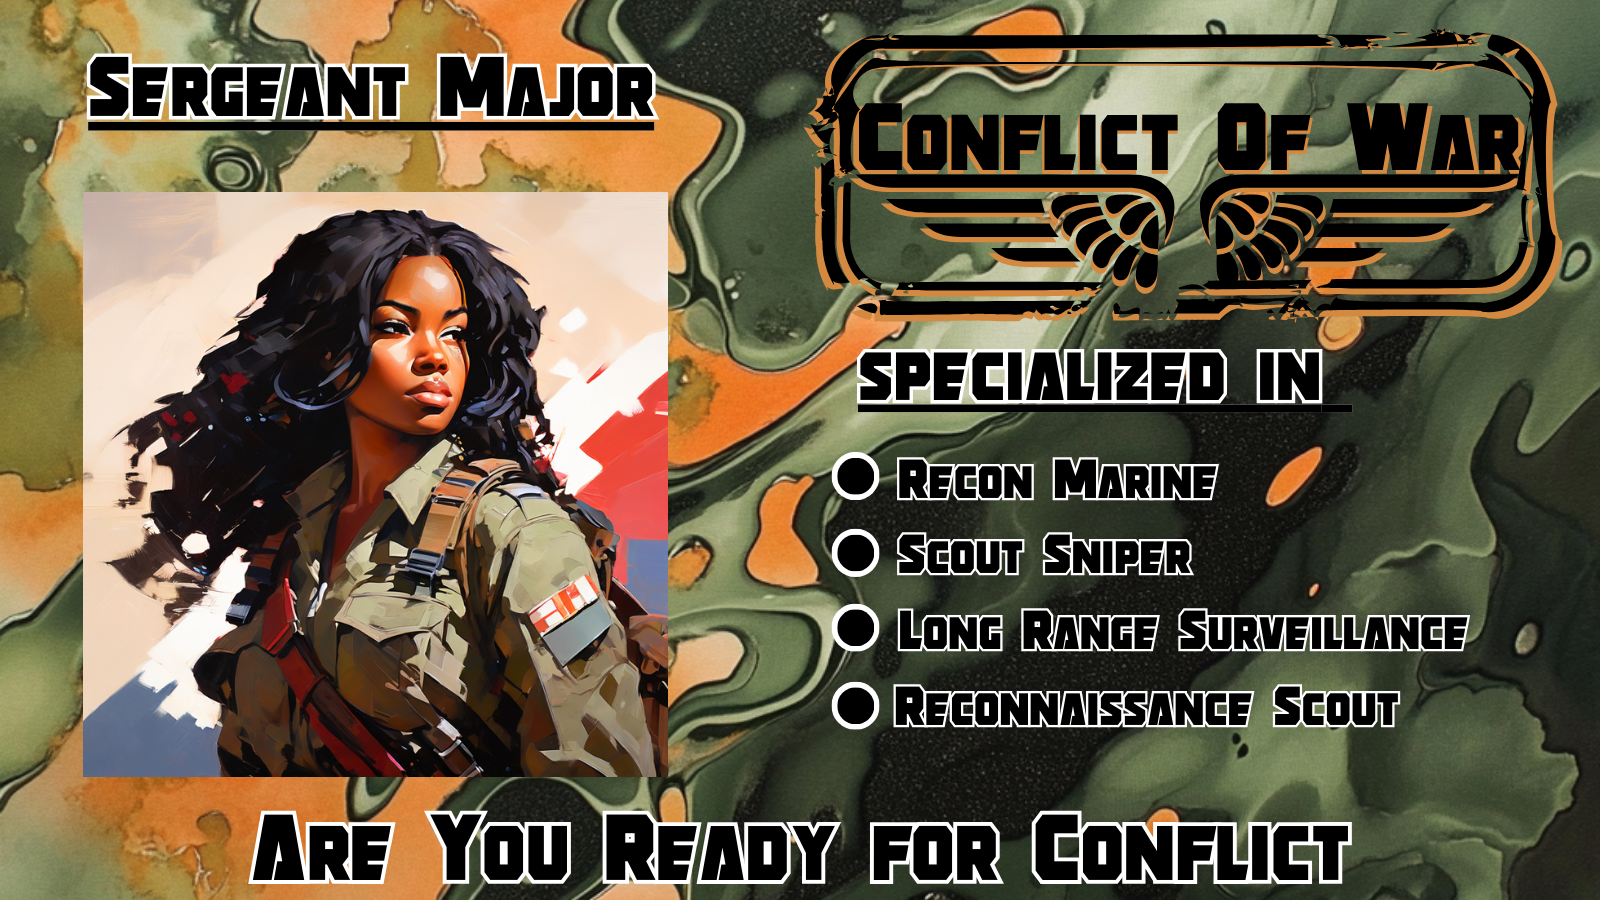 Sergeant Major
Conflict Of War
Specialized in
Recon Marine
Scout Sniper
Long Range Surveillance
Reconnaissance Scout
Are You Ready for Conflict